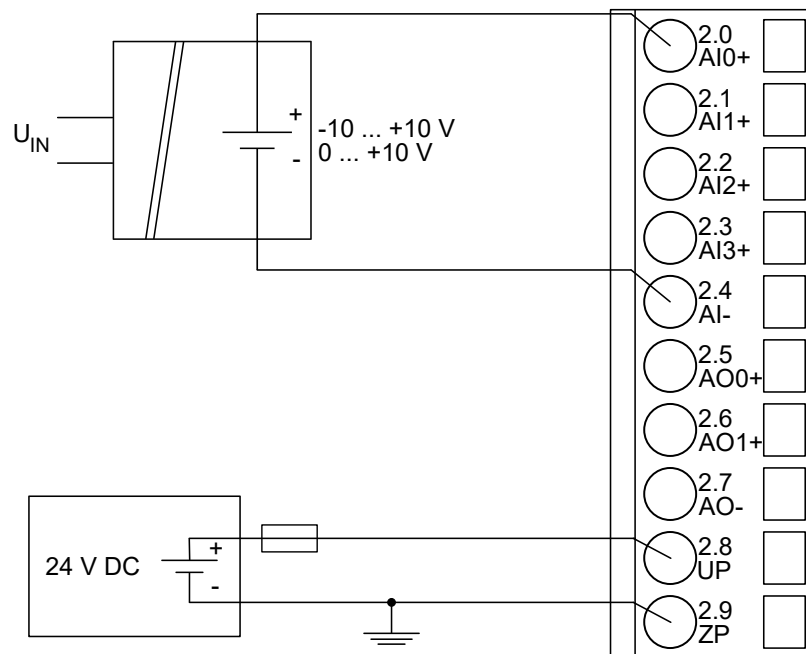 U_IN
+
-
-10 ... +10 V
0 ... +10 V
24 V DC
+
-
2.0
AI0+
2.1
AI1+
2.2
AI2+
2.3
AI3+
2.4
AI-
2.5
AO0+
2.6
AO1+
2.7
AO-
2.8
UP
2.9
ZP